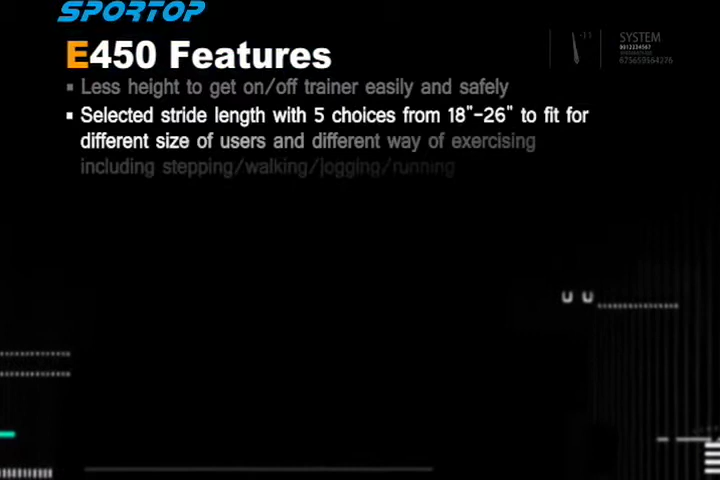 SPORTOP
E450 Features
▪ Less height to get on/off trainer easily and safely
▪ Selected stride length with 5 choices from 18"-26" to fit for
different size of users and different way of exercising
including stepping/walking/jogging/running
-11
SYSTEM